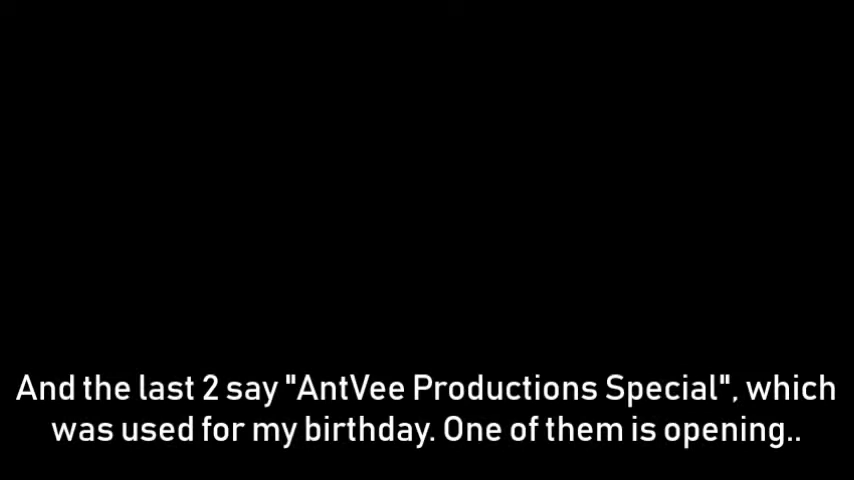 And the last 2 say "AntVee Productions Special", which
was used for my birthday. One of them is opening..